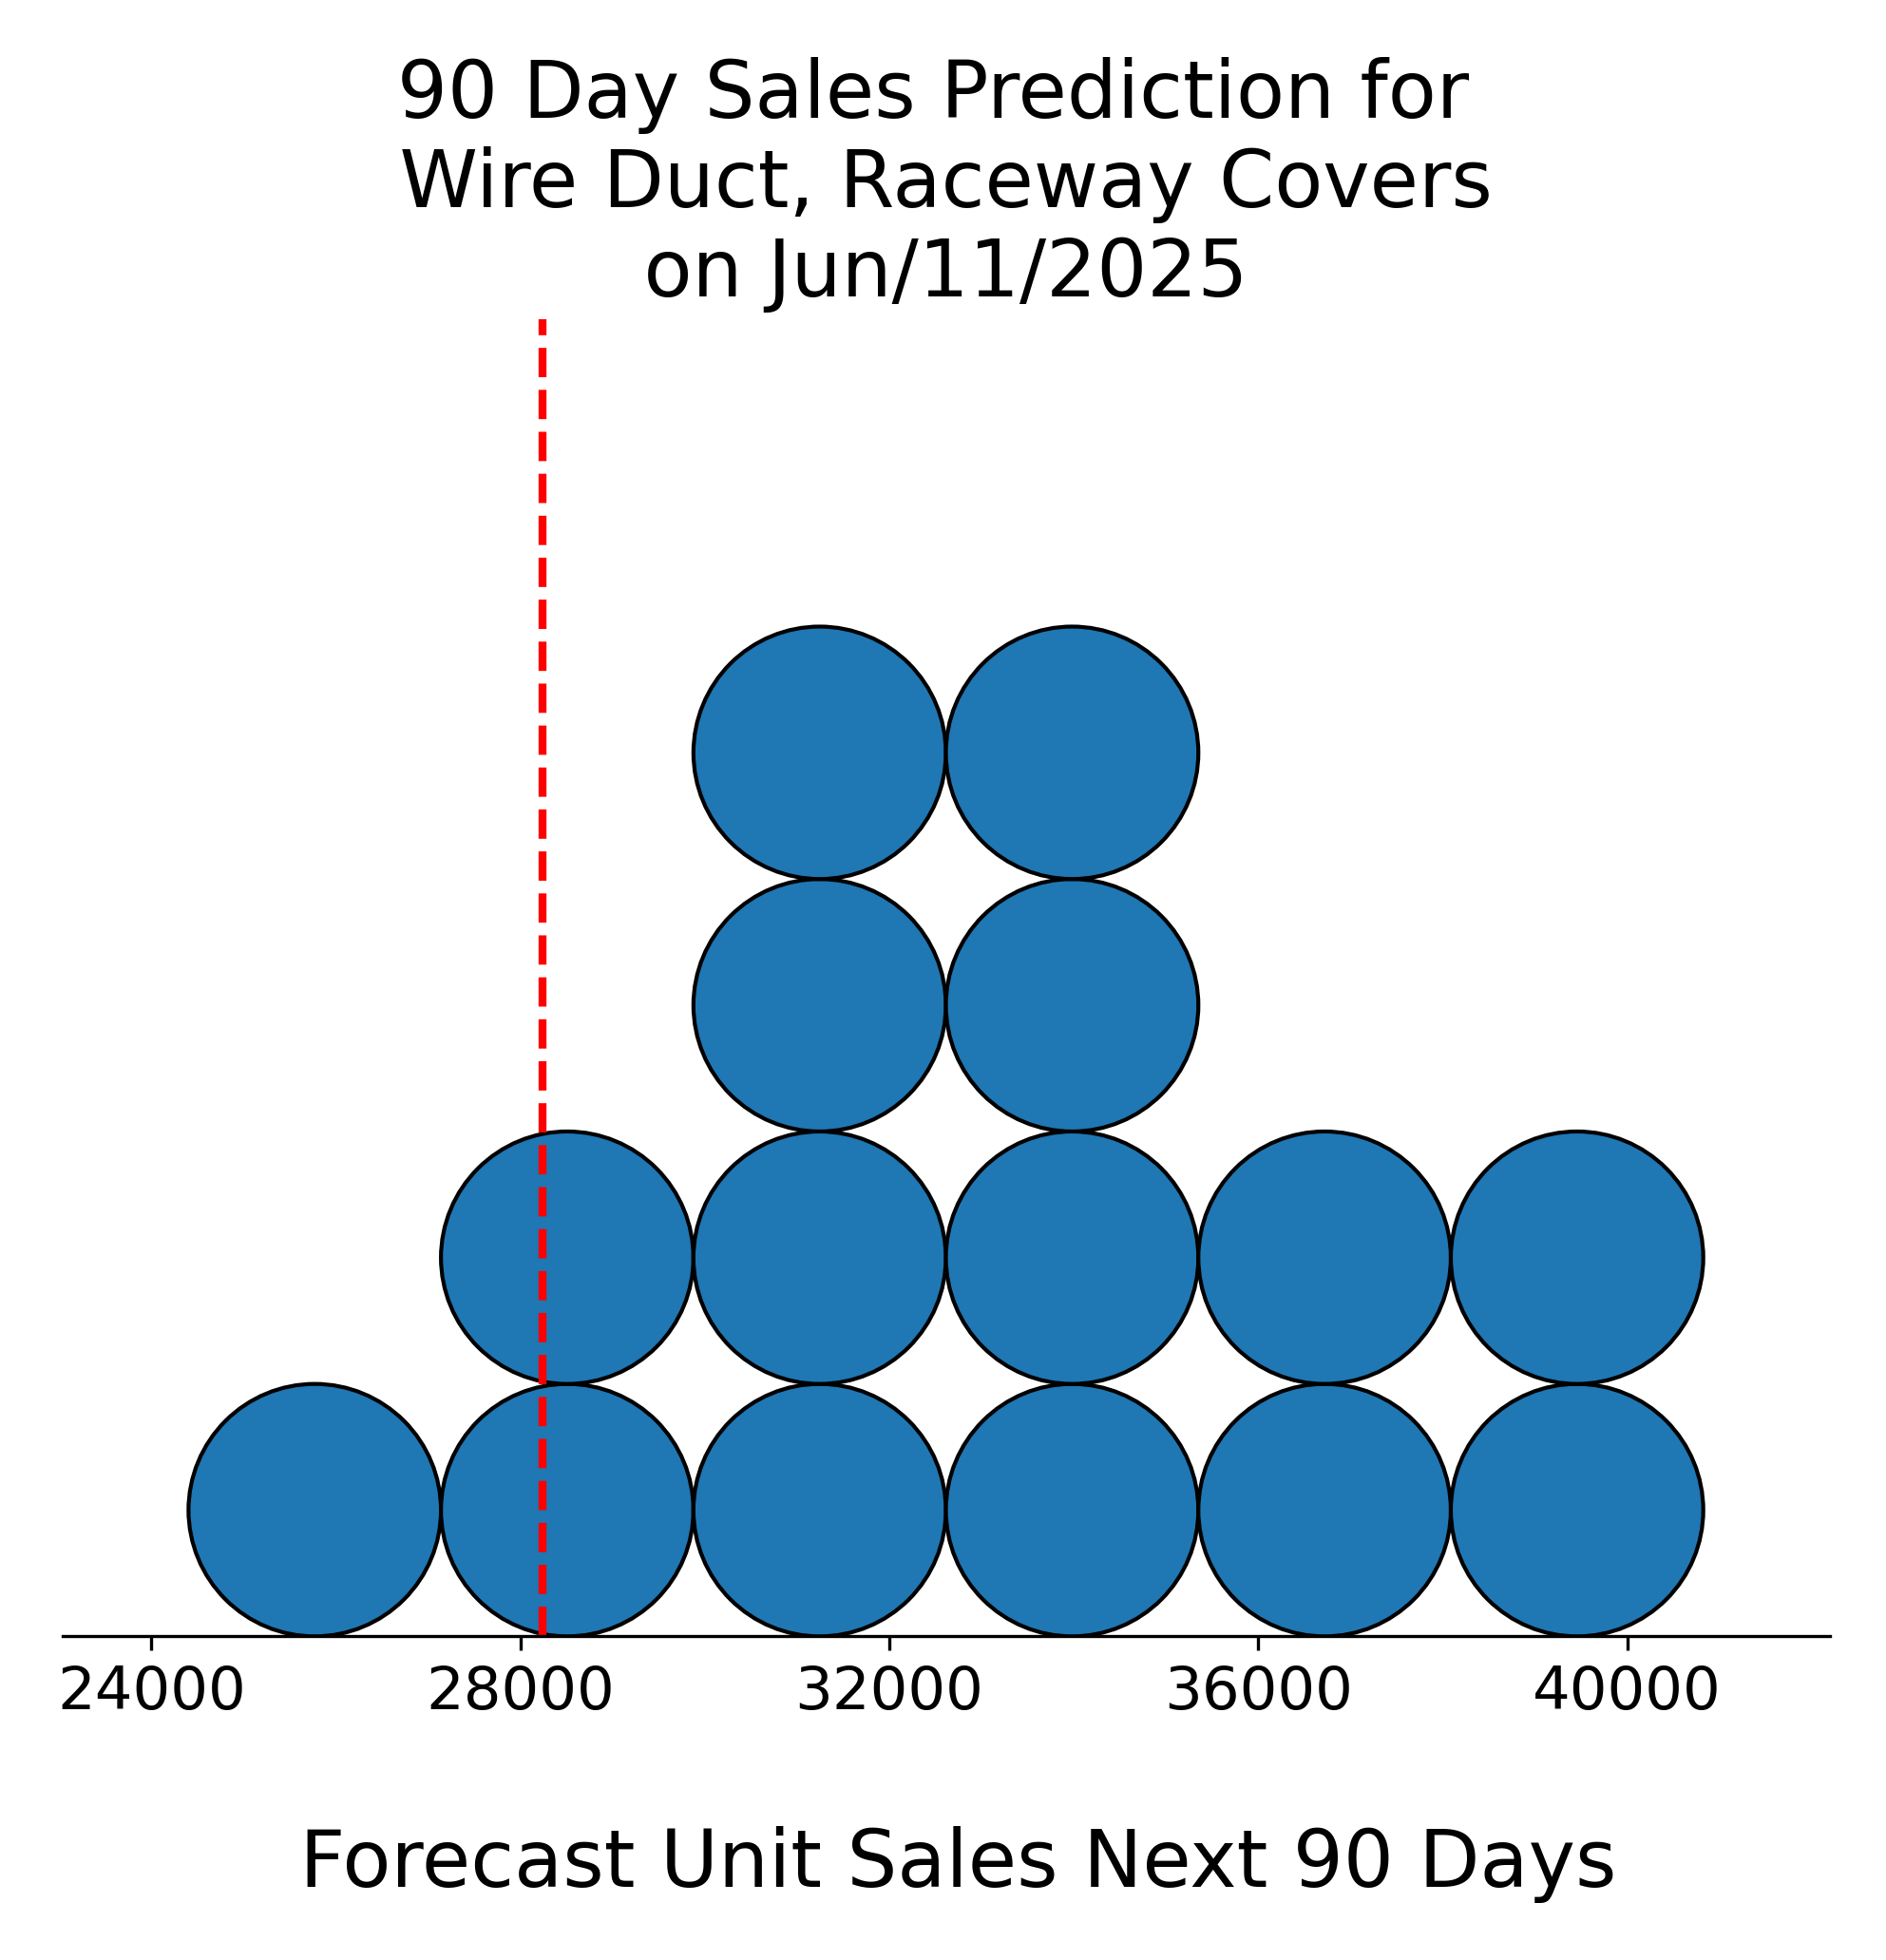 90 Day Sales Prediction for
Wire Duct, Raceway Covers
on Jun/11/2025
24000 28000 32000 36000 40000
Forecast Unit Sales Next 90 Days